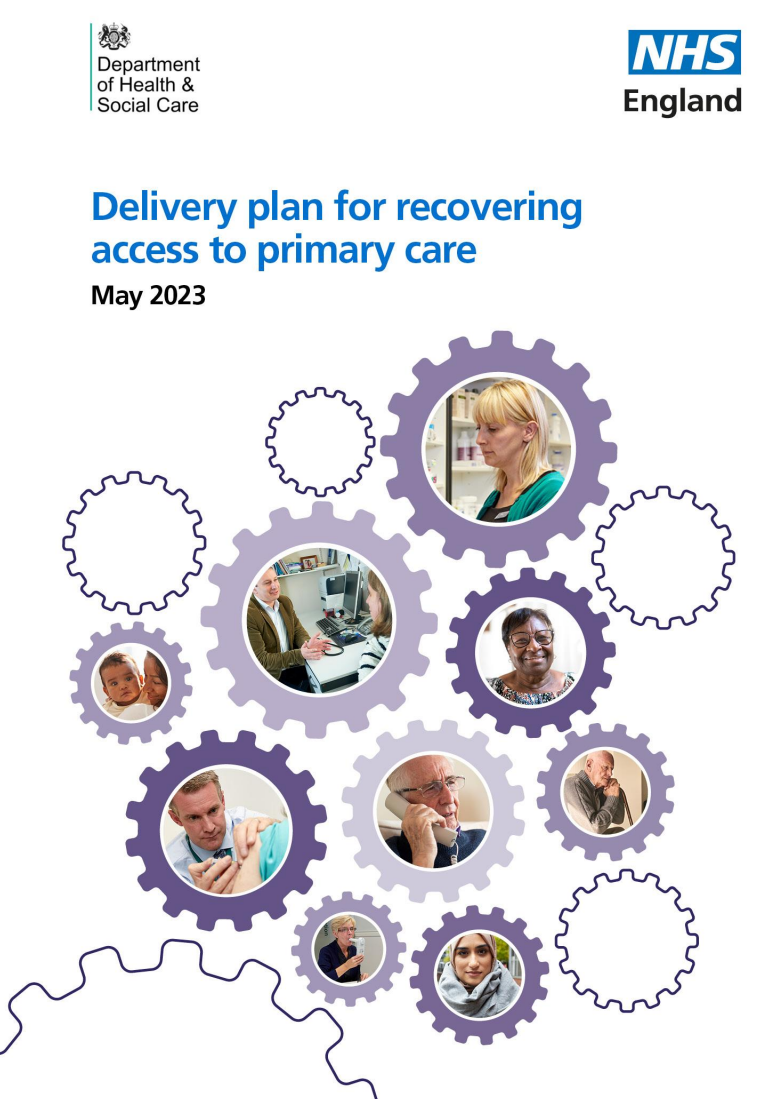 Department
of Health &
Social Care
NHS
England
Delivery plan for recovering
access to primary care
May 2023